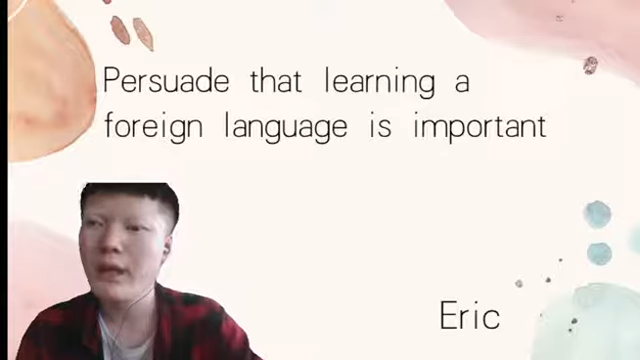 Persuade that learning a
foreign language is important
Eric